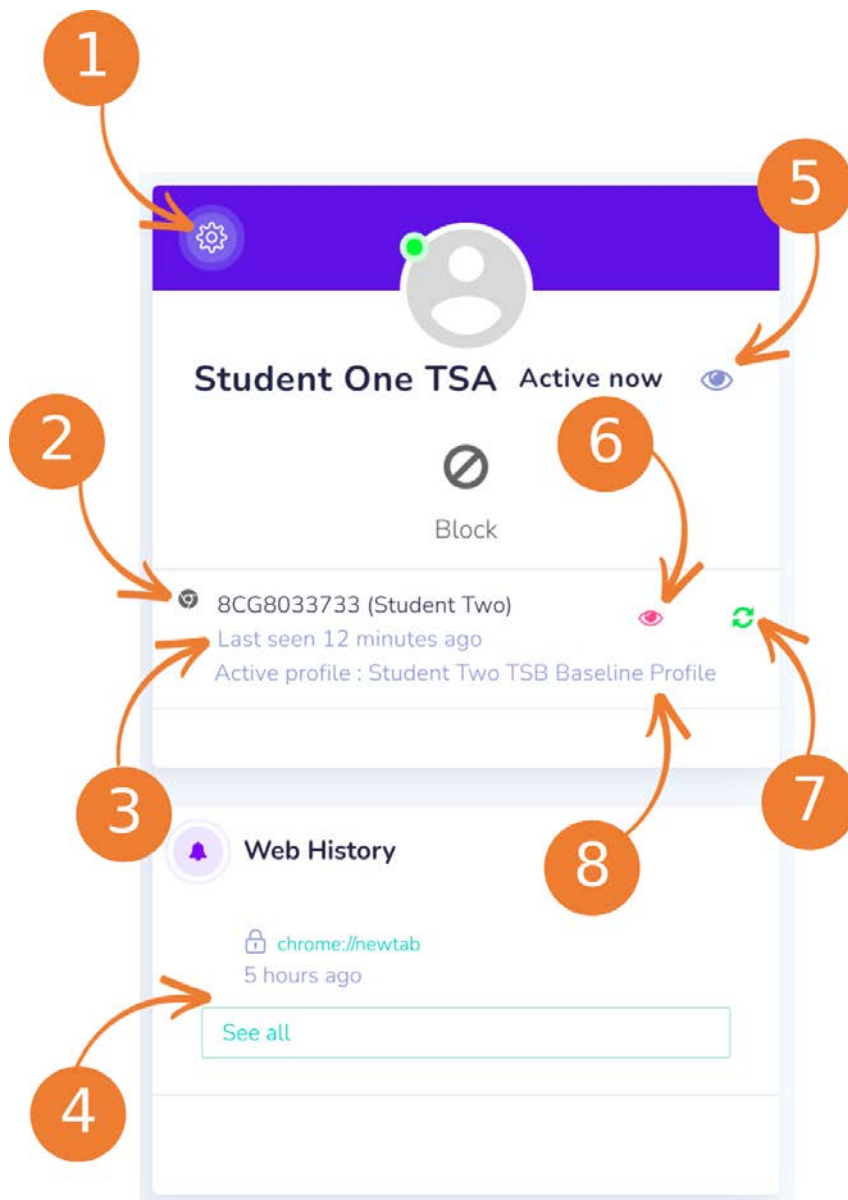 1
5
Student One TSA Active now
2
6
Block
8CG8033733 (Student Two)
Last seen 12 minutes ago
Active profile : Student Two TSB Baseline Profile
3
7
8
Web History
chrome://newtab
5 hours ago
See all
4